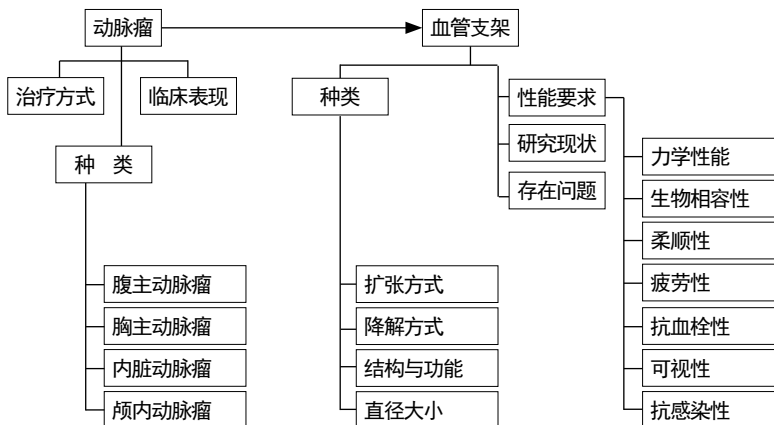 动脉瘤
血管支架
治疗方式
临床表现
种类
性能要求
研究现状
存在问题
种 类
力学性能
生物相容性
柔顺性
疲劳性
抗血栓性
可视性
抗感染性
腹主动脉瘤
胸主动脉瘤
内脏动脉瘤
颅内动脉瘤
扩张方式
降解方式
结构与功能
直径大小